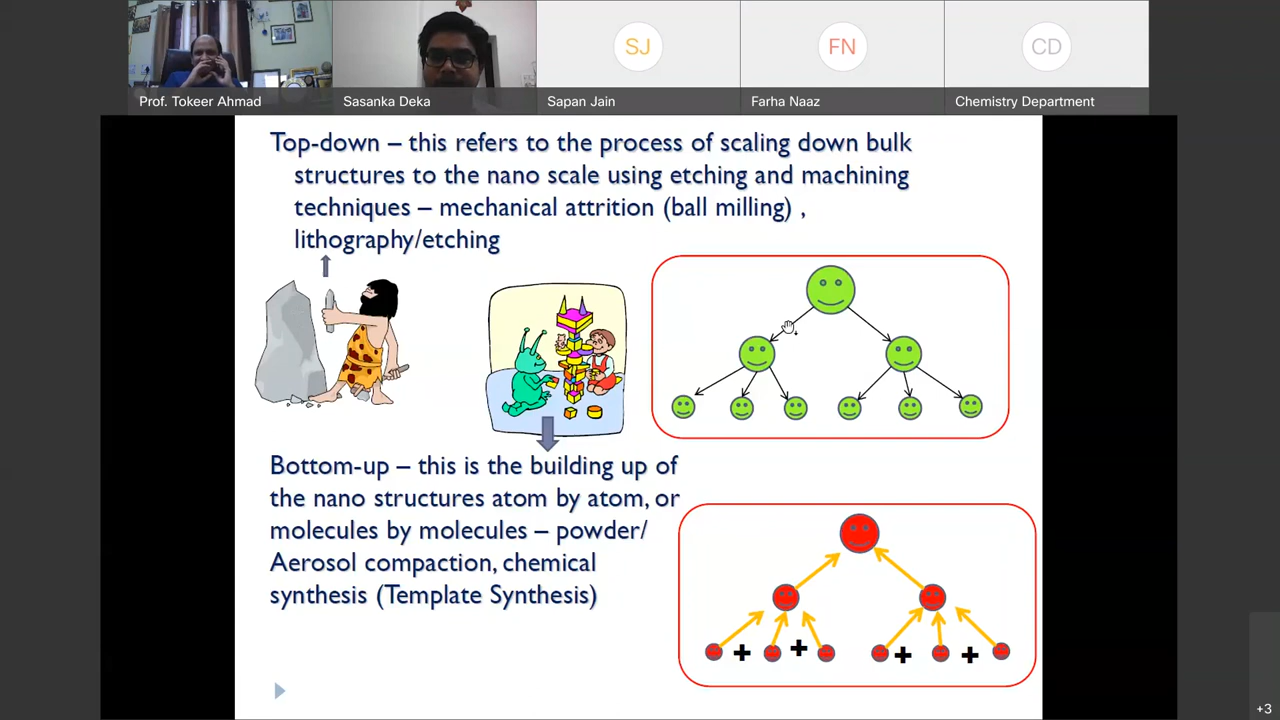 SJ
FN
CD
Prof. Tokeer Ahmad
Sasanka Deka
Sapan Jain
Farha Naaz
Chemistry Department
Top-down – this refers to the process of scaling down bulk
structures to the nano scale using etching and machining
techniques – mechanical attrition (ball milling) ,
lithography/etching
Bottom-up – this is the building up of
the nano structures atom by atom, or
molecules by molecules – powder/
Aerosol compaction, chemical
synthesis (Template Synthesis)
+ + + +
+3